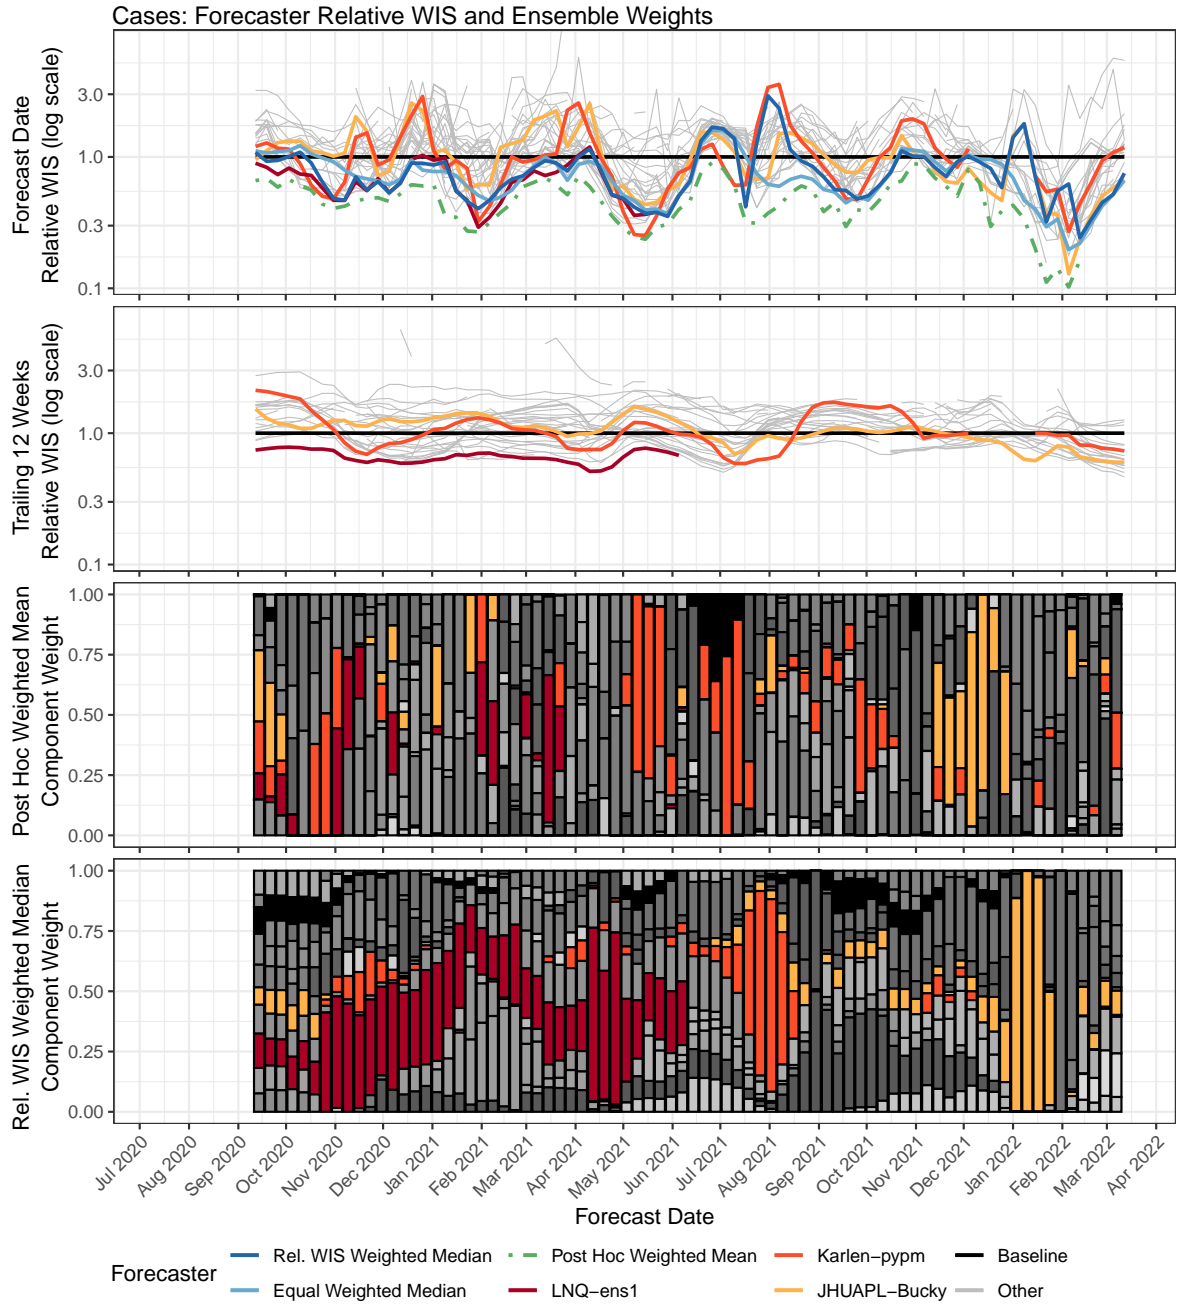 Cases: Forecaster Relative WIS and Ensemble Weights
Forecast Date
Relative WIS (log scale)
3.0
1.0
0.3
0.1
Trailing 12 Weeks
Relative WIS (log scale)
3.0
1.0
0.3
0.1
Post Hoc Weighted Mean
Component Weight
1.00
0.75
0.50
0.25
0.00
Rel. WIS Weighted Median
Component Weight
1.00
0.75
0.50
0.25
0.00
Jul 2020
Aug 2020
Sep 2020
Oct 2020
Nov 2020
Dec 2020
Jan 2021
Feb 2021
Mar 2021
Apr 2021
May 2021
Jun 2021
Jul 2021
Aug 2021
Sep 2021
Oct 2021
Nov 2021
Dec 2021
Jan 2022
Feb 2022
Mar 2022
Apr 2022
Forecast Date
Forecaster
Rel. WIS Weighted Median
Post Hoc Weighted Mean
Karlen−pypm
Baseline
Equal Weighted Median
LNQ−ens1
JHUAPL−Bucky
Other